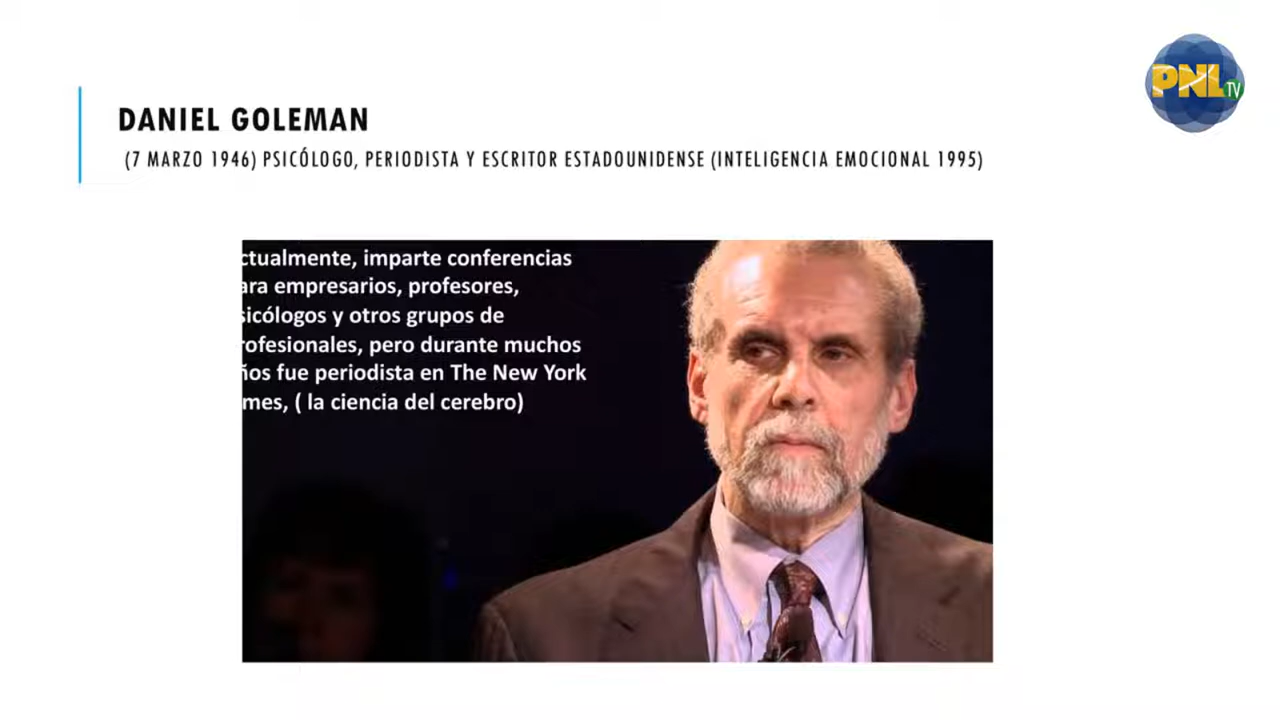 PNL TV
DANIEL GOLEMAN
(7 MARZO 1946) PSICÓLOGO, PERIODISTA Y ESCRITOR ESTADOUNIDENSE (INTELIGENCIA EMOCIONAL 1995)
ctualmente, imparte conferencias
ara empresarios, profesores,
sicólogos y otros grupos de
rofesionales, pero durante muchos
ños fue periodista en The New York
mes, ( la ciencia del cerebro)